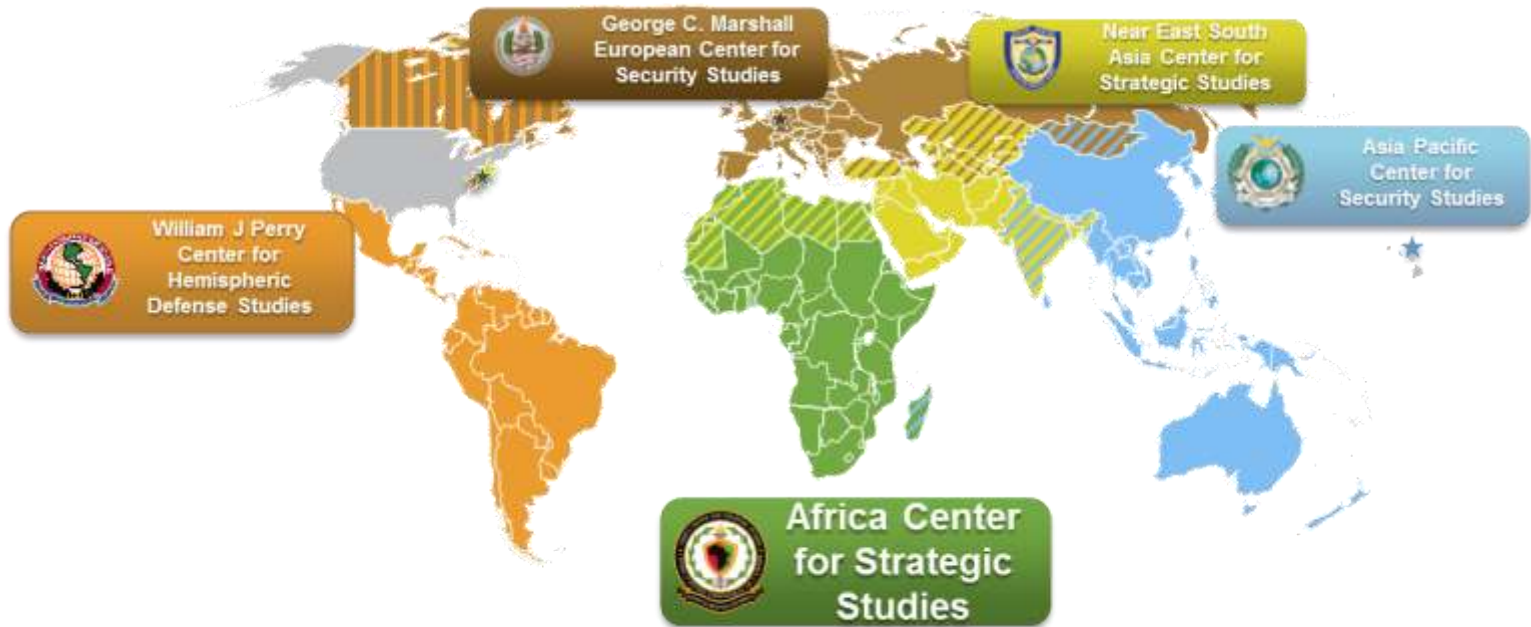 George C. Marshall
European Center for
Security Studies
Near East South
Asia Center for
Strategic Studies
Asia Pacific
Center for
Security Studies
William J Perry
Center for
Hemispheric
Defense Studies
Africa Center
for Strategic
Studies